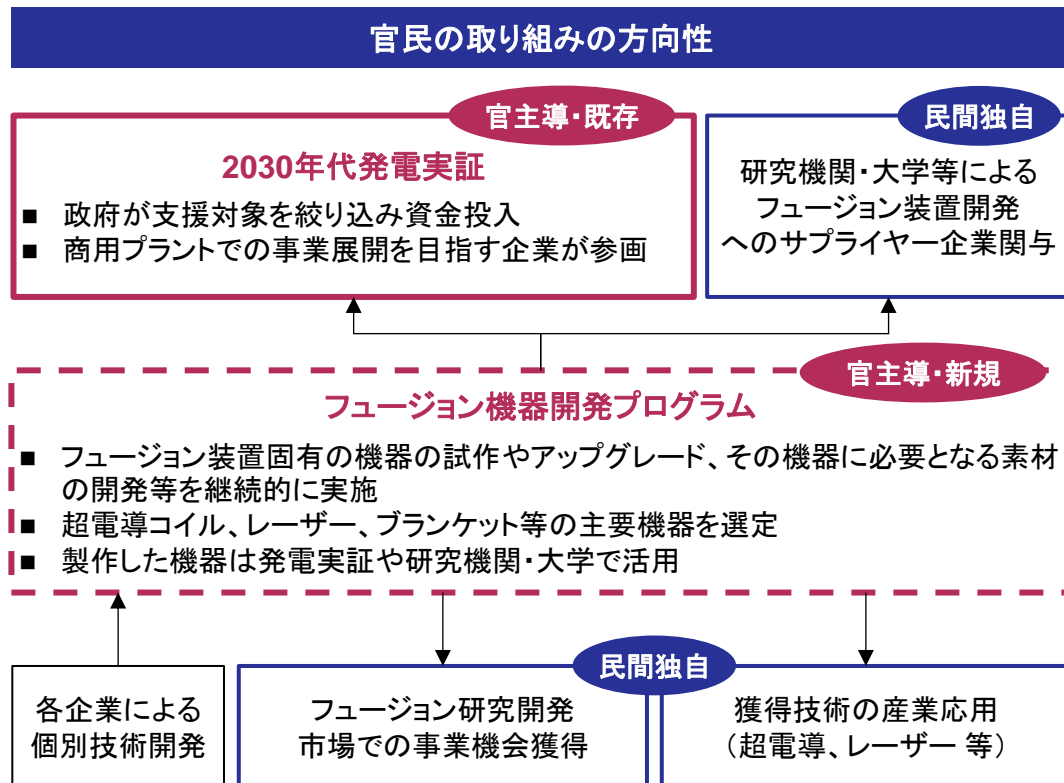 官民の取り組みの方向性
官主導・既存
2030年代発電実証
■ 政府が支援対象を絞り込み資金投入
■ 商用プラントでの事業展開を目指す企業が参画
民間独自
研究機関・大学等による
フュージョン装置開発
へのサプライヤー企業関与
官主導・新規
フュージョン機器開発プログラム
■ フュージョン装置固有の機器の試作やアップグレード、その機器に必要となる素材
の開発等を継続的に実施
■ 超電導コイル、レーザー、ブランケット等の主要機器を選定
■ 製作した機器は発電実証や研究機関・大学で活用
各企業による
個別技術開発
民間独自
フュージョン研究開発
市場での事業機会獲得
獲得技術の産業応用
（超電導、レーザー 等）